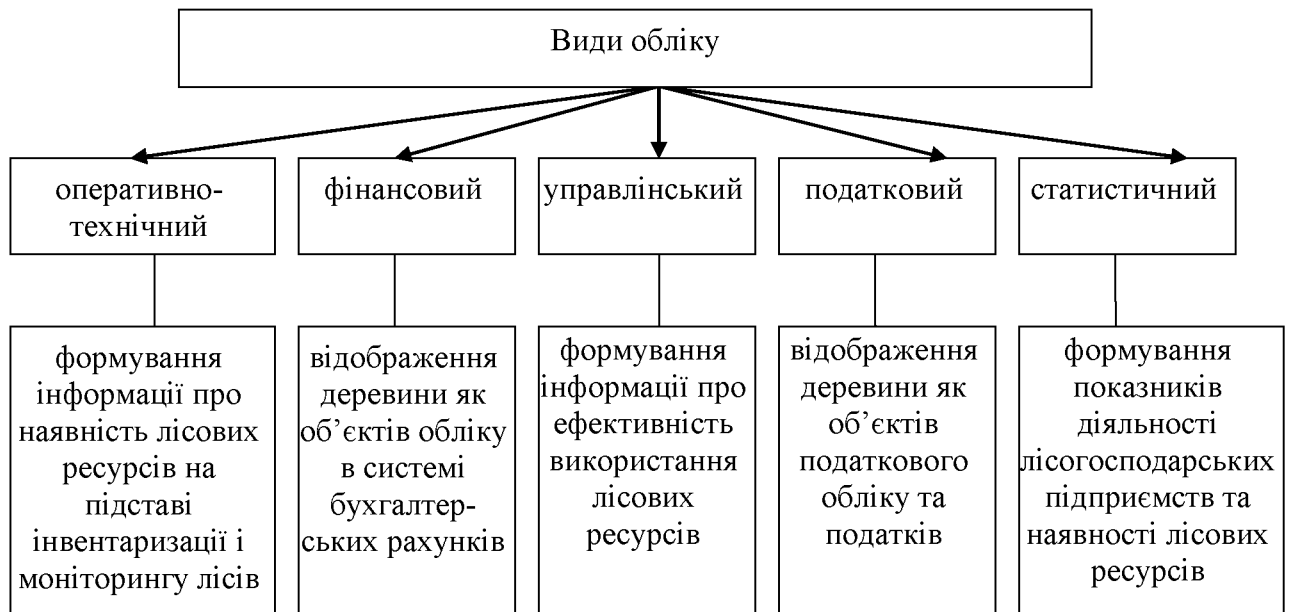 Види обліку
оперативно-
технічний
фінансовий
управлінський
податковий
статистичний
формування
інформації про
наявність лісових
ресурсів на
підставі
інвентаризації і
моніторингу лісів
відображення
деревини як
об’єктів обліку
в системі
бухгалтер-
ських рахунків
формування
інформації про
ефективність
використання
лісових
ресурсів
відображення
деревини як
об’єктів
податкового
обліку та
податків
формування
показників
діяльності
лісогосподарських
підприємств та
наявності лісових
ресурсів